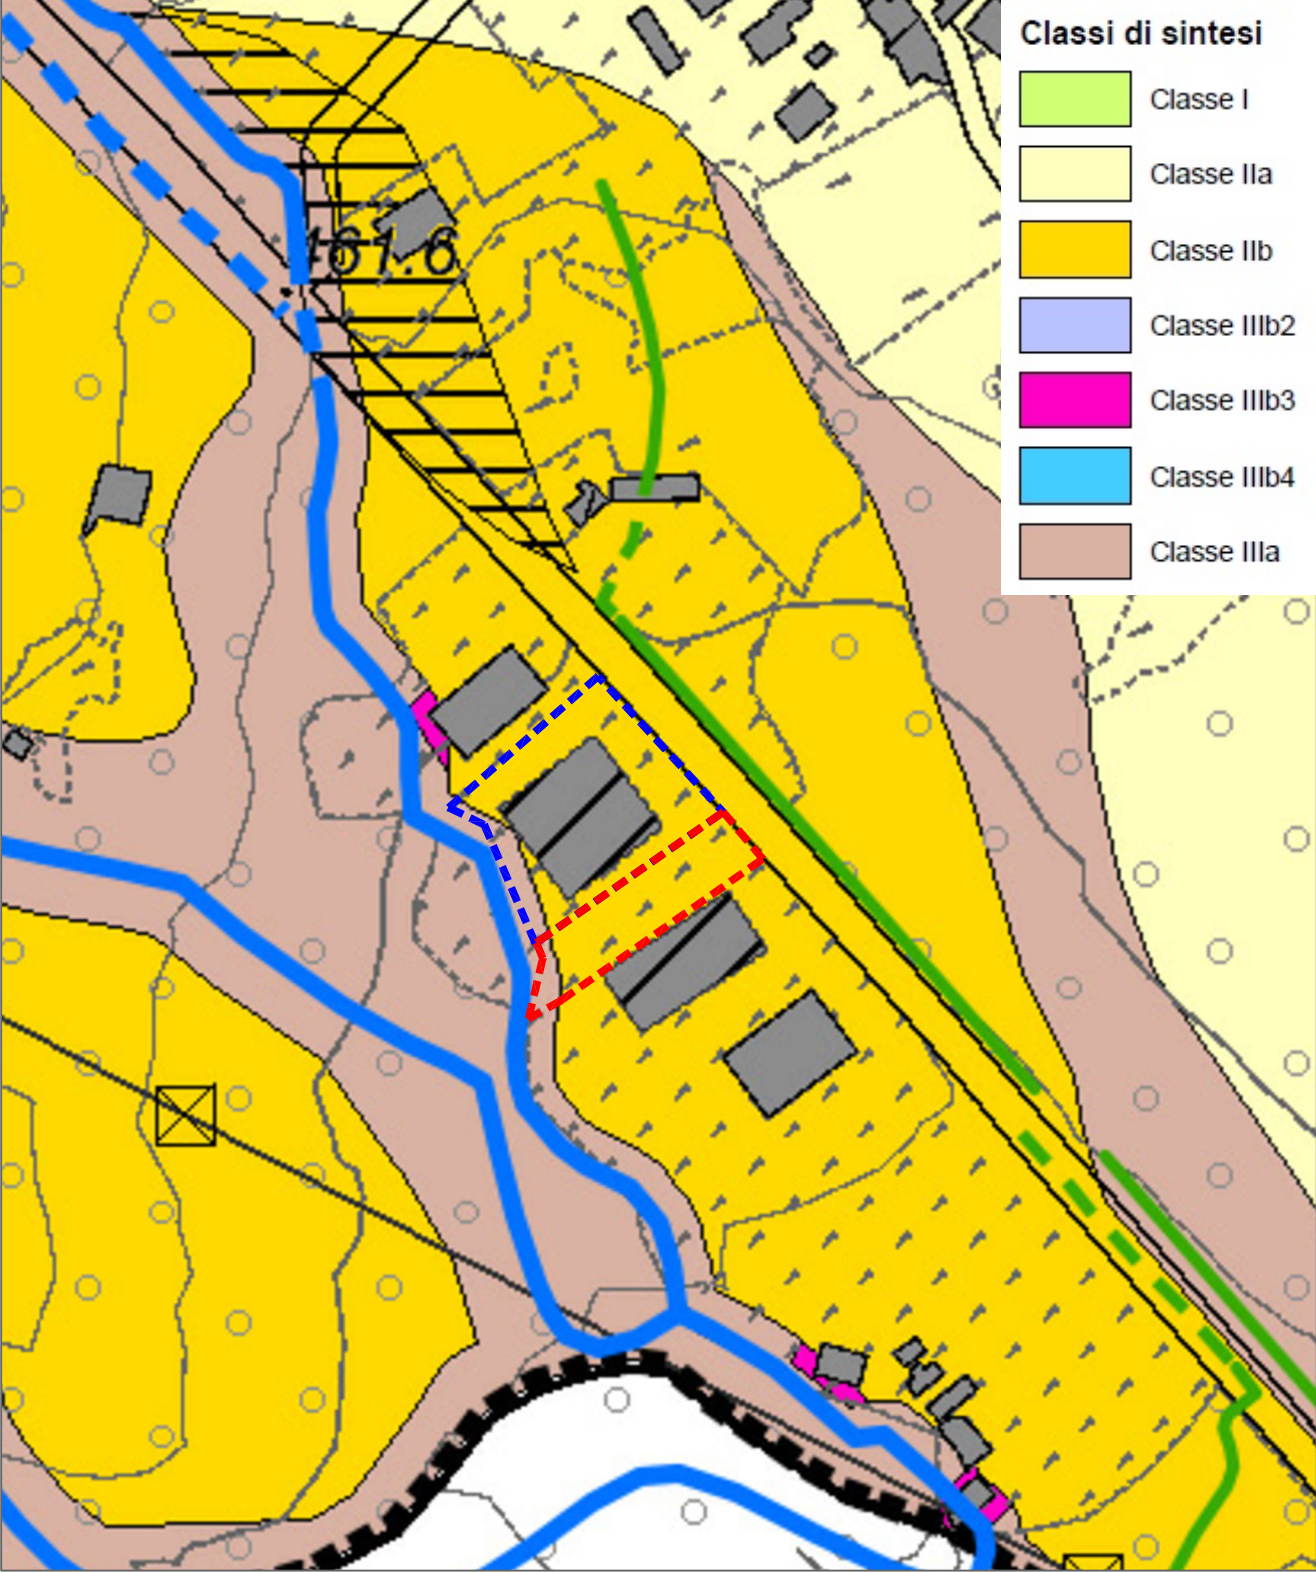 Classi di sintesi
Classe I
Classe IIa
Classe IIb
Classe IIIb2
Classe IIIb3
Classe IIIb4
Classe IIIa
461.6